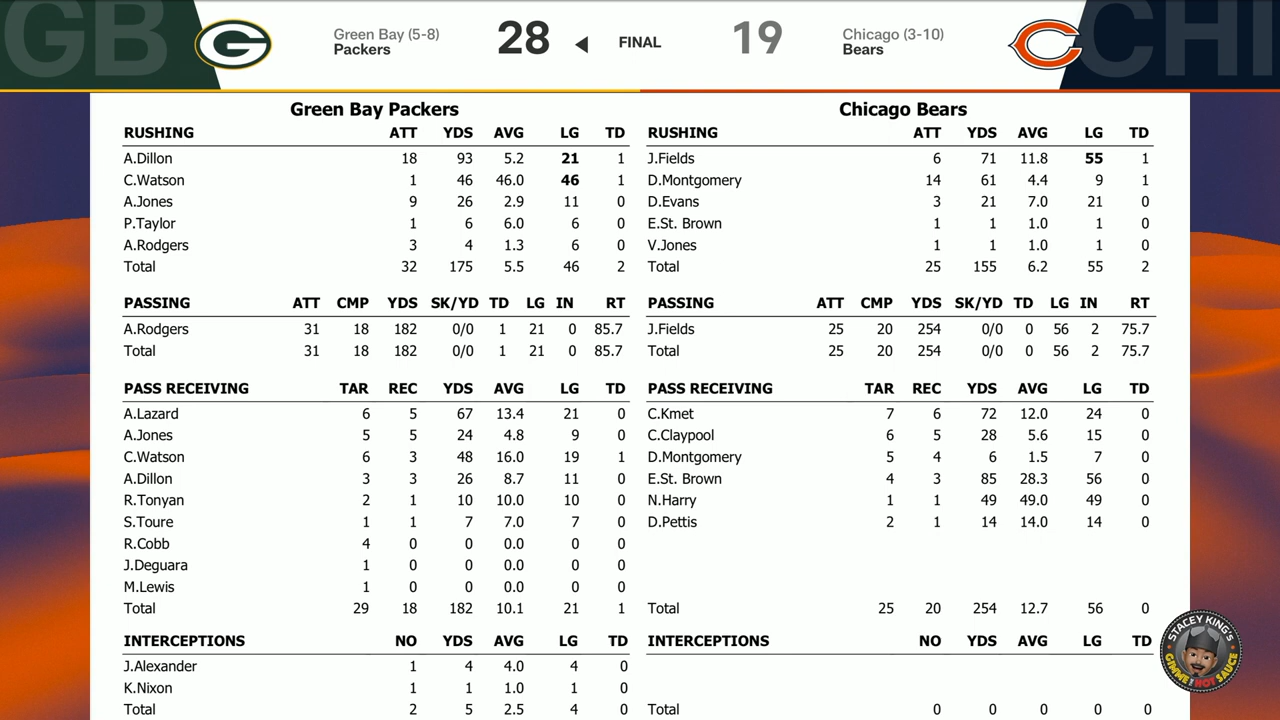 GB
Green Bay (5-8)
Packers
28
FINAL
19
Chicago (3-10)
Bears
CHI
Green Bay Packers
RUSHING ATT YDS AVG LG TD
A.Dillon 18 93 5.2 21 1
C.Watson 1 46 46.0 46 1
A.Jones 9 26 2.9 11 0
P.Taylor 1 6 6.0 6 0
A.Rodgers 3 4 1.3 6 0
Total 32 175 5.5 46 2
PASSING ATT CMP YDS SK/YD TD LG IN RT
A.Rodgers 31 18 182 0/0 1 21 0 85.7
Total 31 18 182 0/0 1 21 0 85.7
PASS RECEIVING TAR REC YDS AVG LG TD
A.Lazard 6 5 67 13.4 21 0
A.Jones 5 5 24 4.8 9 0
C.Watson 6 3 48 16.0 19 1
A.Dillon 3 3 26 8.7 11 0
R.Tonyan 2 1 10 10.0 10 0
S.Toure 1 1 7 7.0 7 0
R.Cobb 4 0 0 0.0 0 0
J.Deguara 1 0 0 0.0 0 0
M.Lewis 1 0 0 0.0 0 0
Total 29 18 182 10.1 21 1
INTERCEPTIONS NO YDS AVG LG TD
J.Alexander 1 4 4.0 4 0
K.Nixon 1 1 1.0 1 0
Total 2 5 2.5 4 0
Chicago Bears
RUSHING ATT YDS AVG LG TD
J.Fields 6 71 11.8 55 1
D.Montgomery 14 61 4.4 9 1
D.Evans 3 21 7.0 21 0
E.St. Brown 1 1 1.0 1 0
V.Jones 1 1 1.0 1 0
Total 25 155 6.2 55 2
PASSING ATT CMP YDS SK/YD TD LG IN RT
J.Fields 25 20 254 0/0 0 56 2 75.7
Total 25 20 254 0/0 0 56 2 75.7
PASS RECEIVING TAR REC YDS AVG LG TD
C.Kmet 7 6 72 12.0 24 0
C.Claypool 6 5 28 5.6 15 0
D.Montgomery 5 4 6 1.5 7 0
E.St. Brown 4 3 85 28.3 56 0
N.Harry 1 1 49 49.0 49 0
D.Pettis 2 1 14 14.0 14 0
Total 25 20 254 12.7 56 0
INTERCEPTIONS NO YDS AVG LG TD
Total 0 0 0 0 0
STACEY KING'S
GIMME THE HOT SAUCE